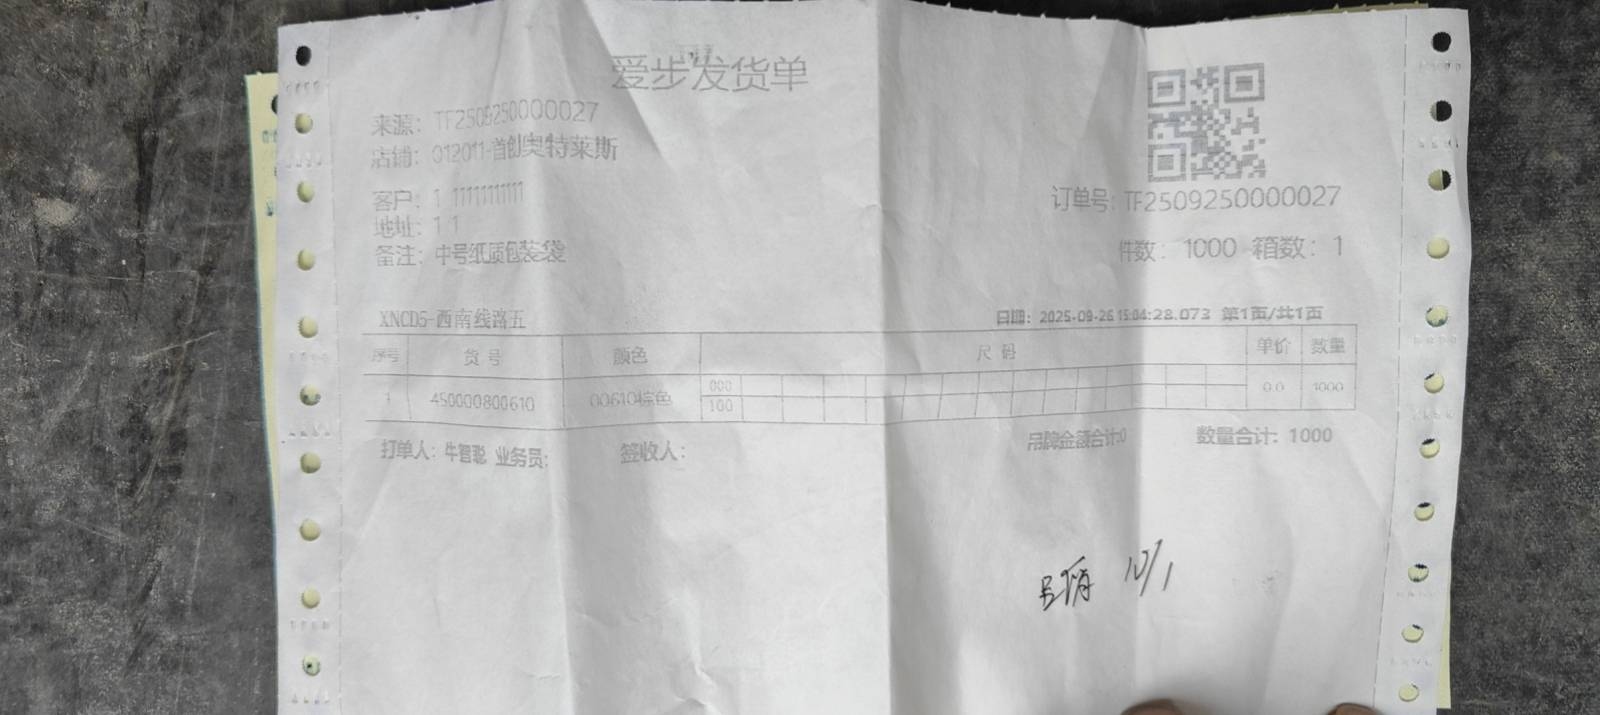 爱步发货单
来源：TF2509250000027
店铺：012011-首创奥特莱斯
客户：1 11111111111
订单号：TF2509250000027
地址：1 1
备注：中号纸质包装袋
件数：1000 箱数：1
XNCD5-西南线路五
日期：2025-09-26 15:04:28.073 第1页/共1页
序号 货号 颜色 尺码 单价 数量
1 450000800610 00610棕色 000 0.0 1000
100
打单人：牛智聪 业务员： 签收人： 吊牌金额合计:0 数量合计：1000
10/1